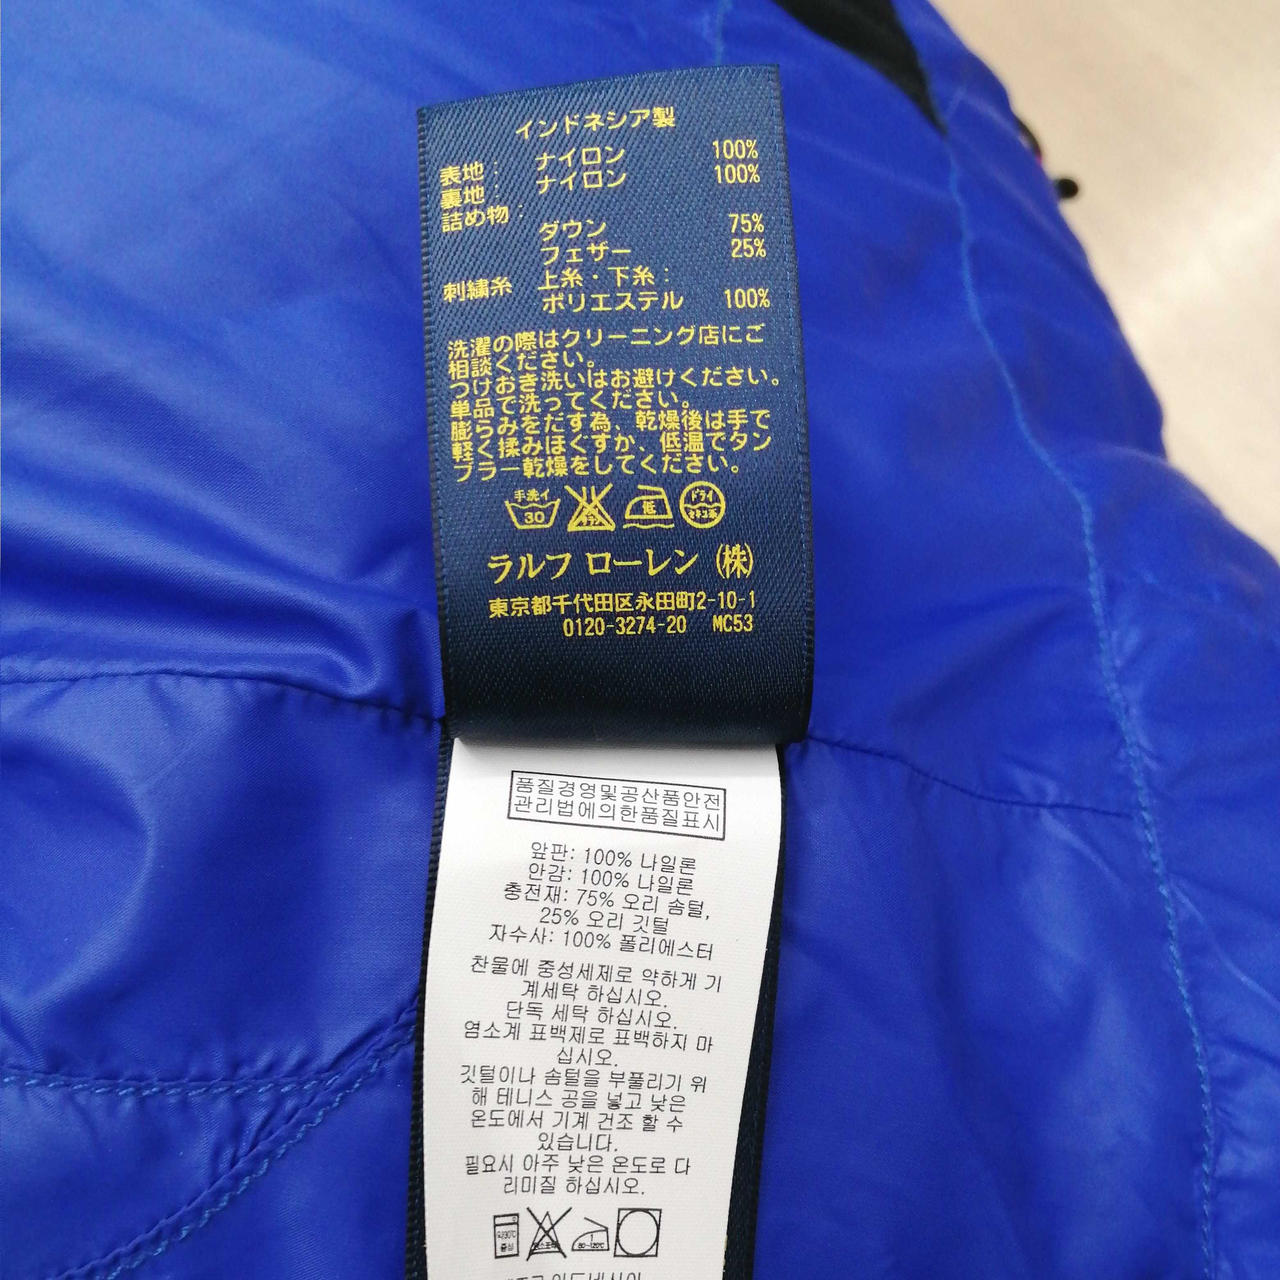 インドネシア製
表地: ナイロン 100%
裏地: ナイロン 100%
詰め物:
ダウン 75%
フェザー 25%
刺繍糸 上糸・下糸:
ポリエステル 100%
洗濯の際はクリーニング店にご
相談ください。
つけおき洗いはお避けください。
単品で洗ってください。
膨らみをだす為、乾燥後は手で
軽く揉みほぐすか、低温でタン
ブラー乾燥をしてください。
手洗イ
30
低
ドライ
ラルフ ローレン (株)
東京都千代田区永田町2-10-1
0120-3274-20 MC53
품질경영및공산품안전
관리법에의한품질표시
앞판: 100% 나일론
안감: 100% 나일론
충전재: 75% 오리 솜털,
25% 오리 깃털
자수사: 100% 폴리에스터
찬물에 중성세제로 약하게 기
계세탁 하십시오.
단독 세탁 하십시오.
염소계 표백제로 표백하지 마
십시오.
깃털이나 솜털을 부풀리기 위
해 테니스 공을 넣고 낮은
온도에서 기계 건조 할 수
있습니다.
필요시 아주 낮은 온도로 다
리미질 하십시오.
약30℃
중성
80~120℃